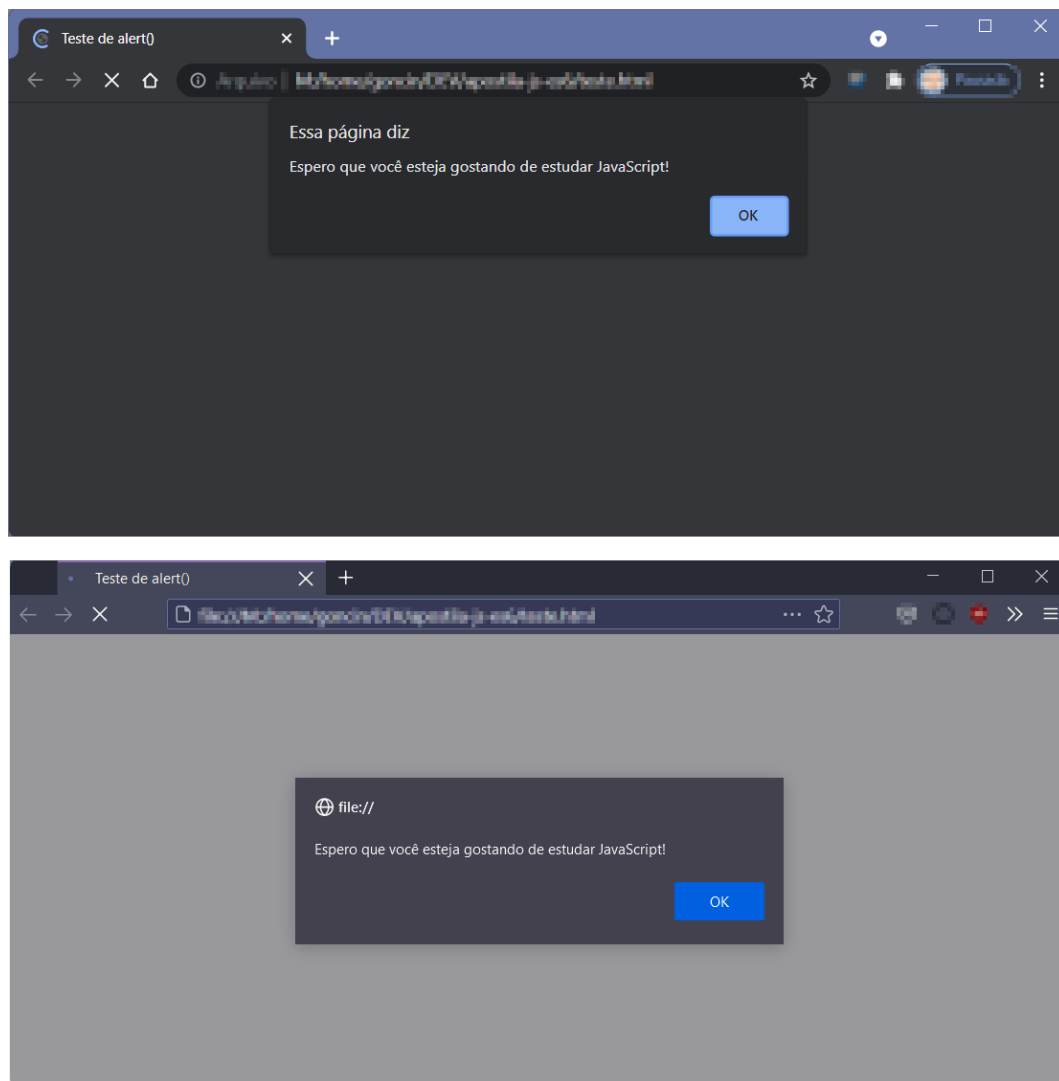 Teste de alert()
Essa página diz
Espero que você esteja gostando de estudar JavaScript!
OK
Teste de alert()
file://
Espero que você esteja gostando de estudar JavaScript!
OK